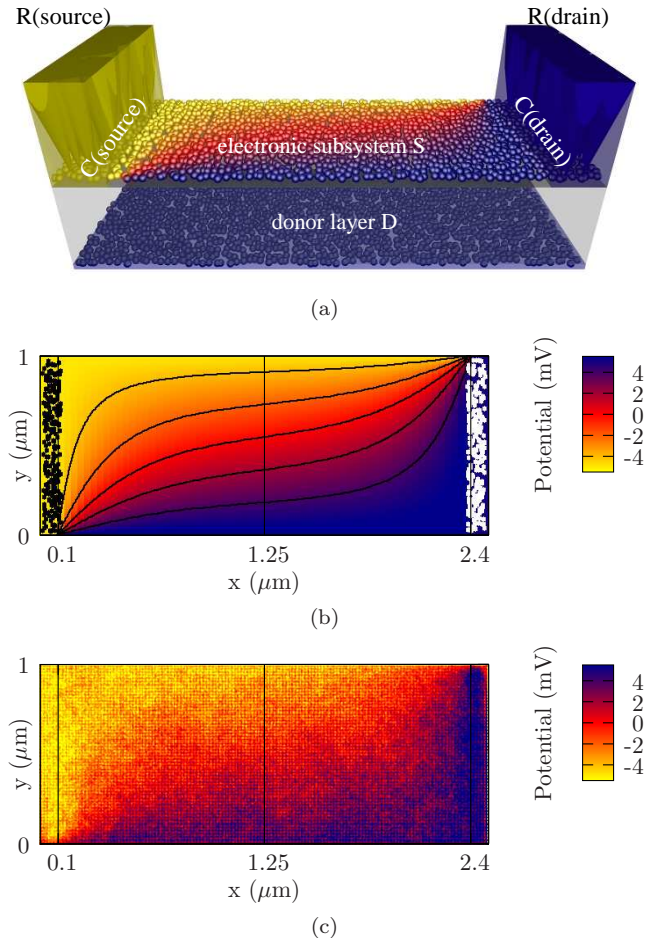 R(source)
R(drain)
C(source)
C(drain)
electronic subsystem S
donor layer D
(a)
1
y (μm)
0
0.1
1.25
2.4
x (μm)
Potential (mV)
4
2
0
-2
-4
(b)
1
y (μm)
0
0.1
1.25
2.4
x (μm)
Potential (mV)
4
2
0
-2
-4
(c)